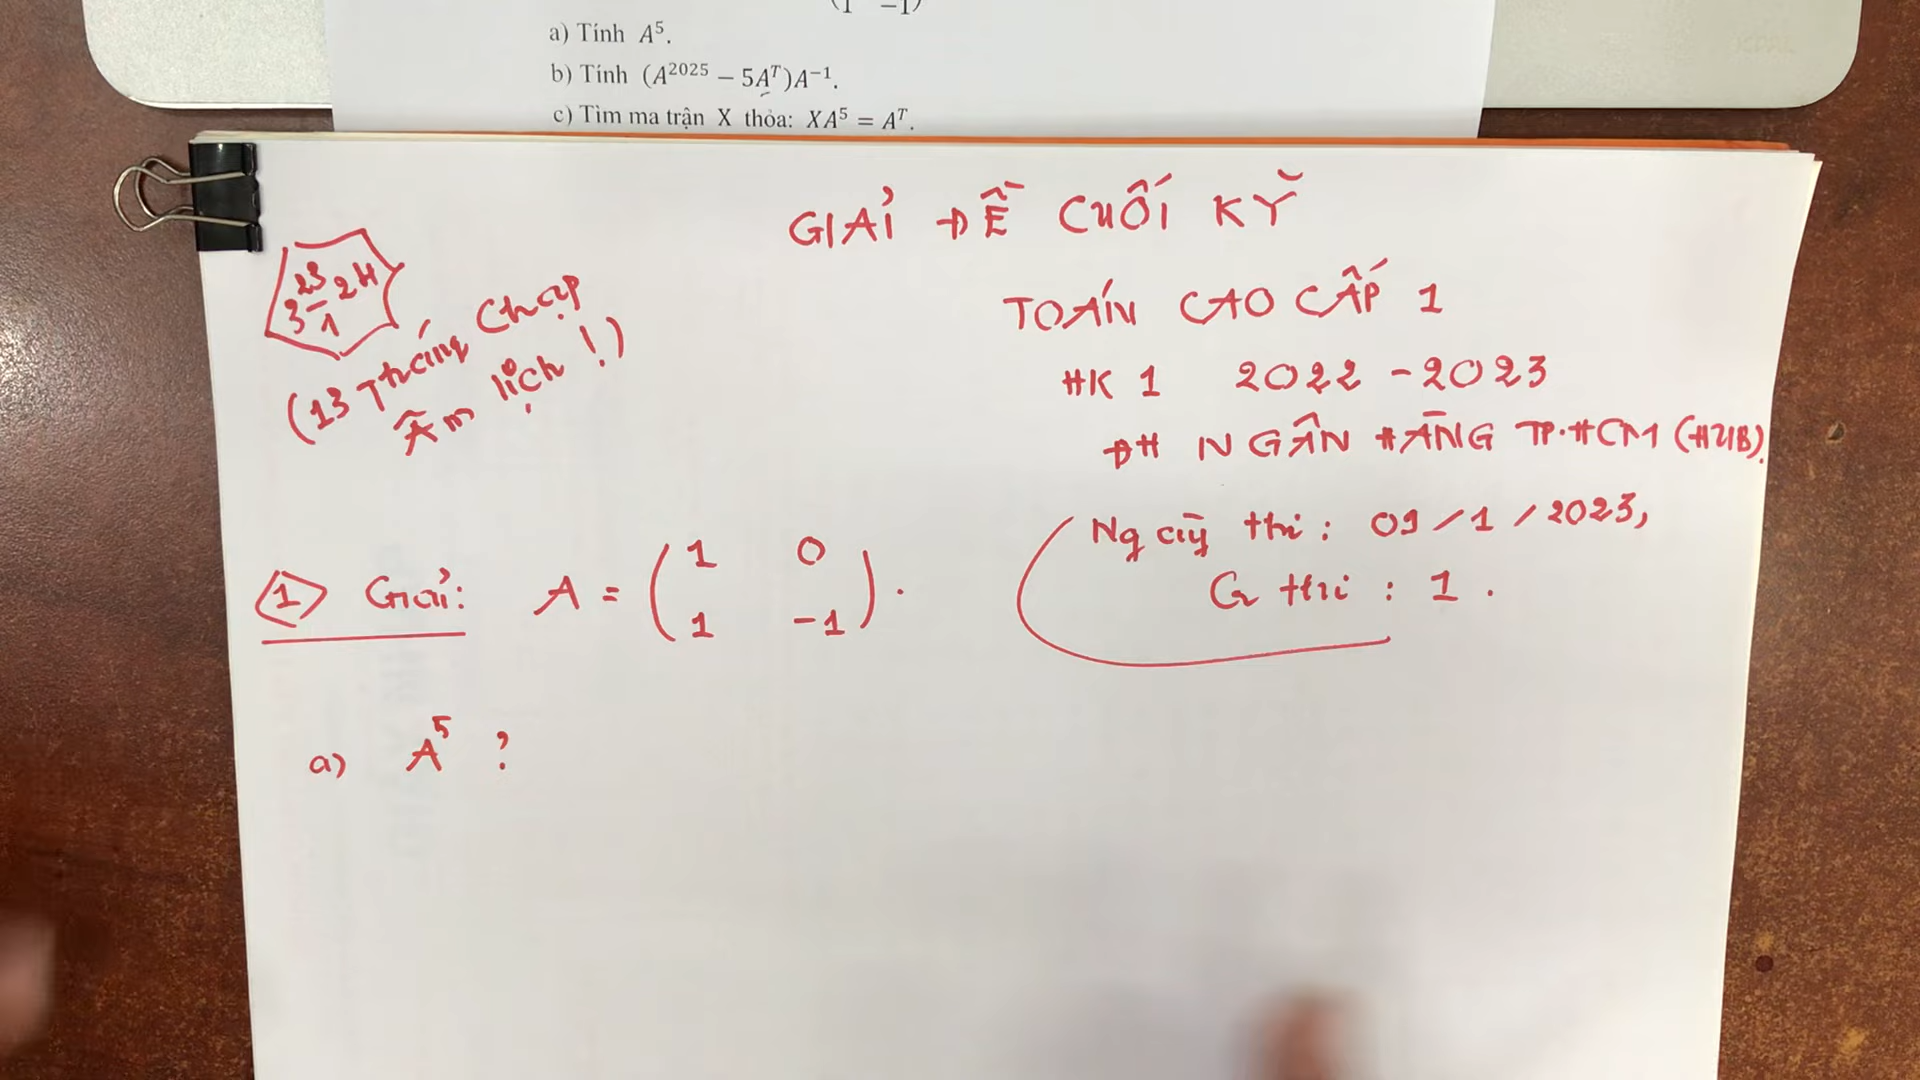 (1 −1)
a) Tính A⁵.
b) Tính (A²⁰²⁵ − 5Aᵀ)A⁻¹.
c) Tìm ma trận X thỏa: XA⁵ = Aᵀ.
GIẢI ĐỀ CUỐI KỲ
TOÁN CAO CẤP 1
HK 1 2022 - 2023
ĐH NGÂN HÀNG TP.HCM (HUB).
(13 Tháng Chạp
Âm lịch!)
Ngày thi: 09/1/2023,
Ca thi: 1.
1 Giải: A = (1 0
1 -1).
a) A⁵ ?